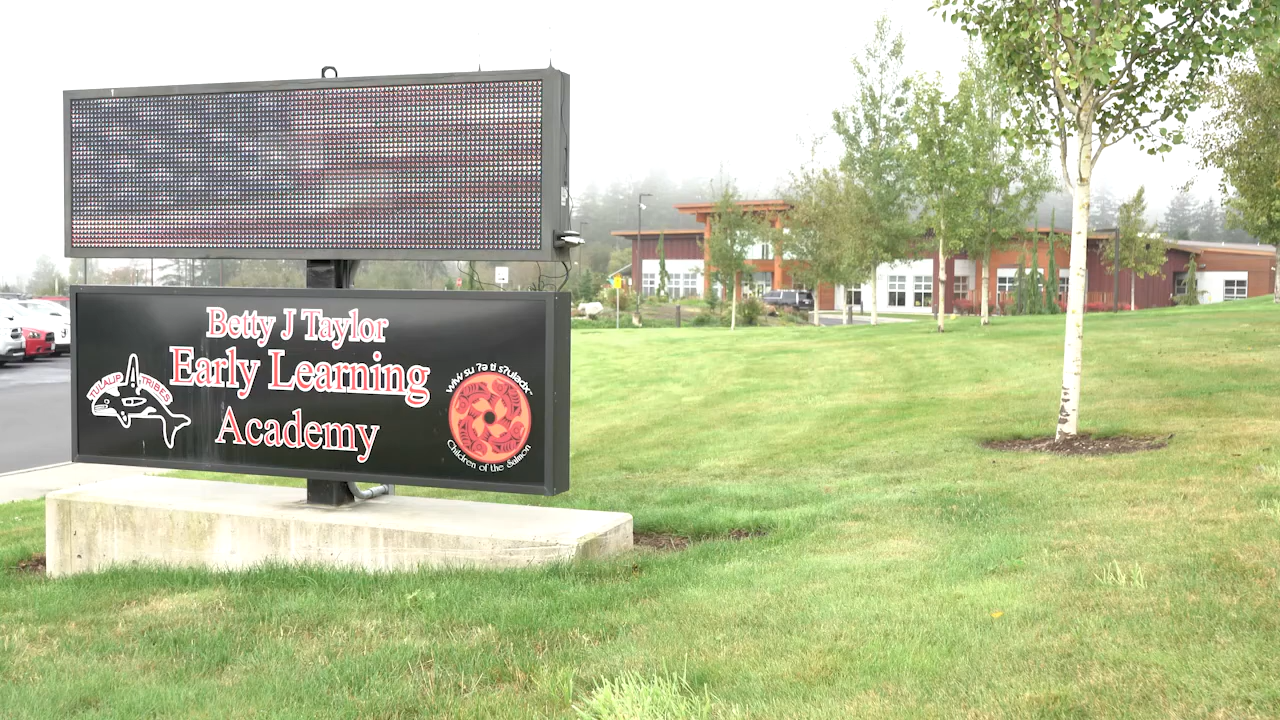 Betty J Taylor
Early Learning
Academy
TULALIP TRIBES
Children of the Salmon